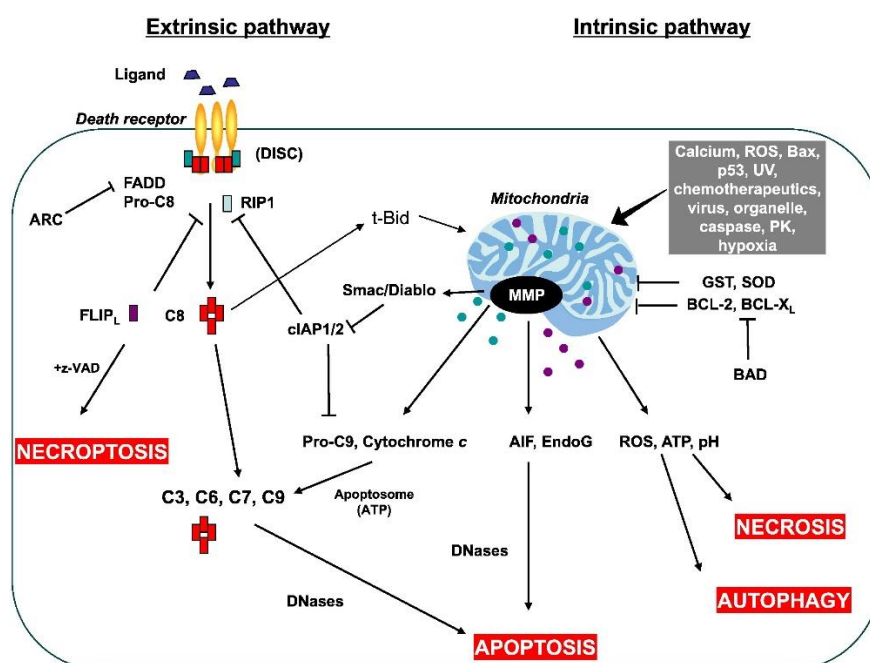 Extrinsic pathway
Intrinsic pathway
Ligand
Death receptor
(DISC)
Calcium, ROS, Bax,
p53, UV,
chemotherapeutics,
virus, organelle,
caspase, PK,
hypoxia
FADD
Pro-C8
RIP1
ARC
Mitochondria
t-Bid
GST, SOD
Smac/Diablo
MMP
BCL-2, BCL-XL
FLIPL
C8
cIAP1/2
+z-VAD
BAD
NECROPTOSIS
Pro-C9, Cytochrome c
AIF, EndoG
ROS, ATP, pH
C3, C6, C7, C9
Apoptosome
(ATP)
NECROSIS
DNases
DNases
AUTOPHAGY
APOPTOSIS